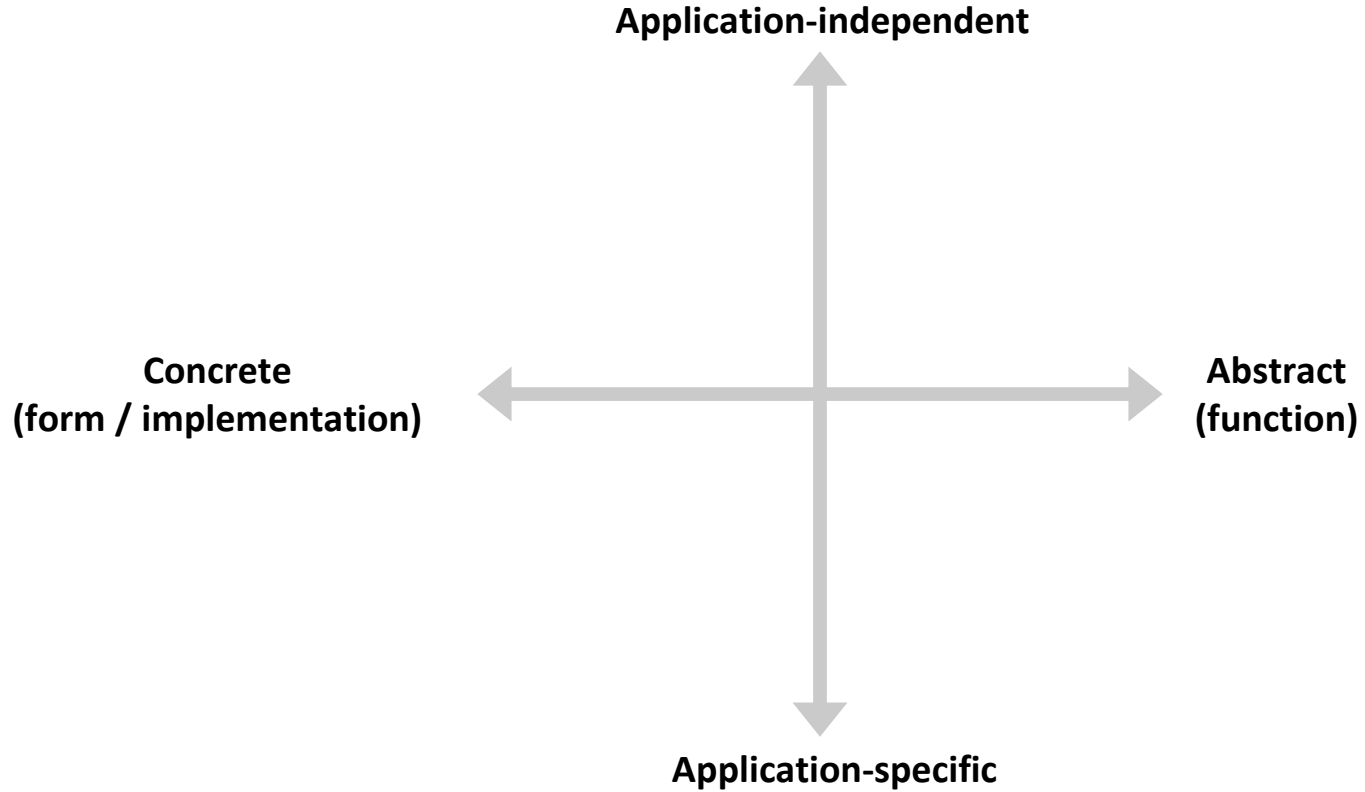 Application-independent
Concrete
(form / implementation)
Abstract
(function)
Application-specific